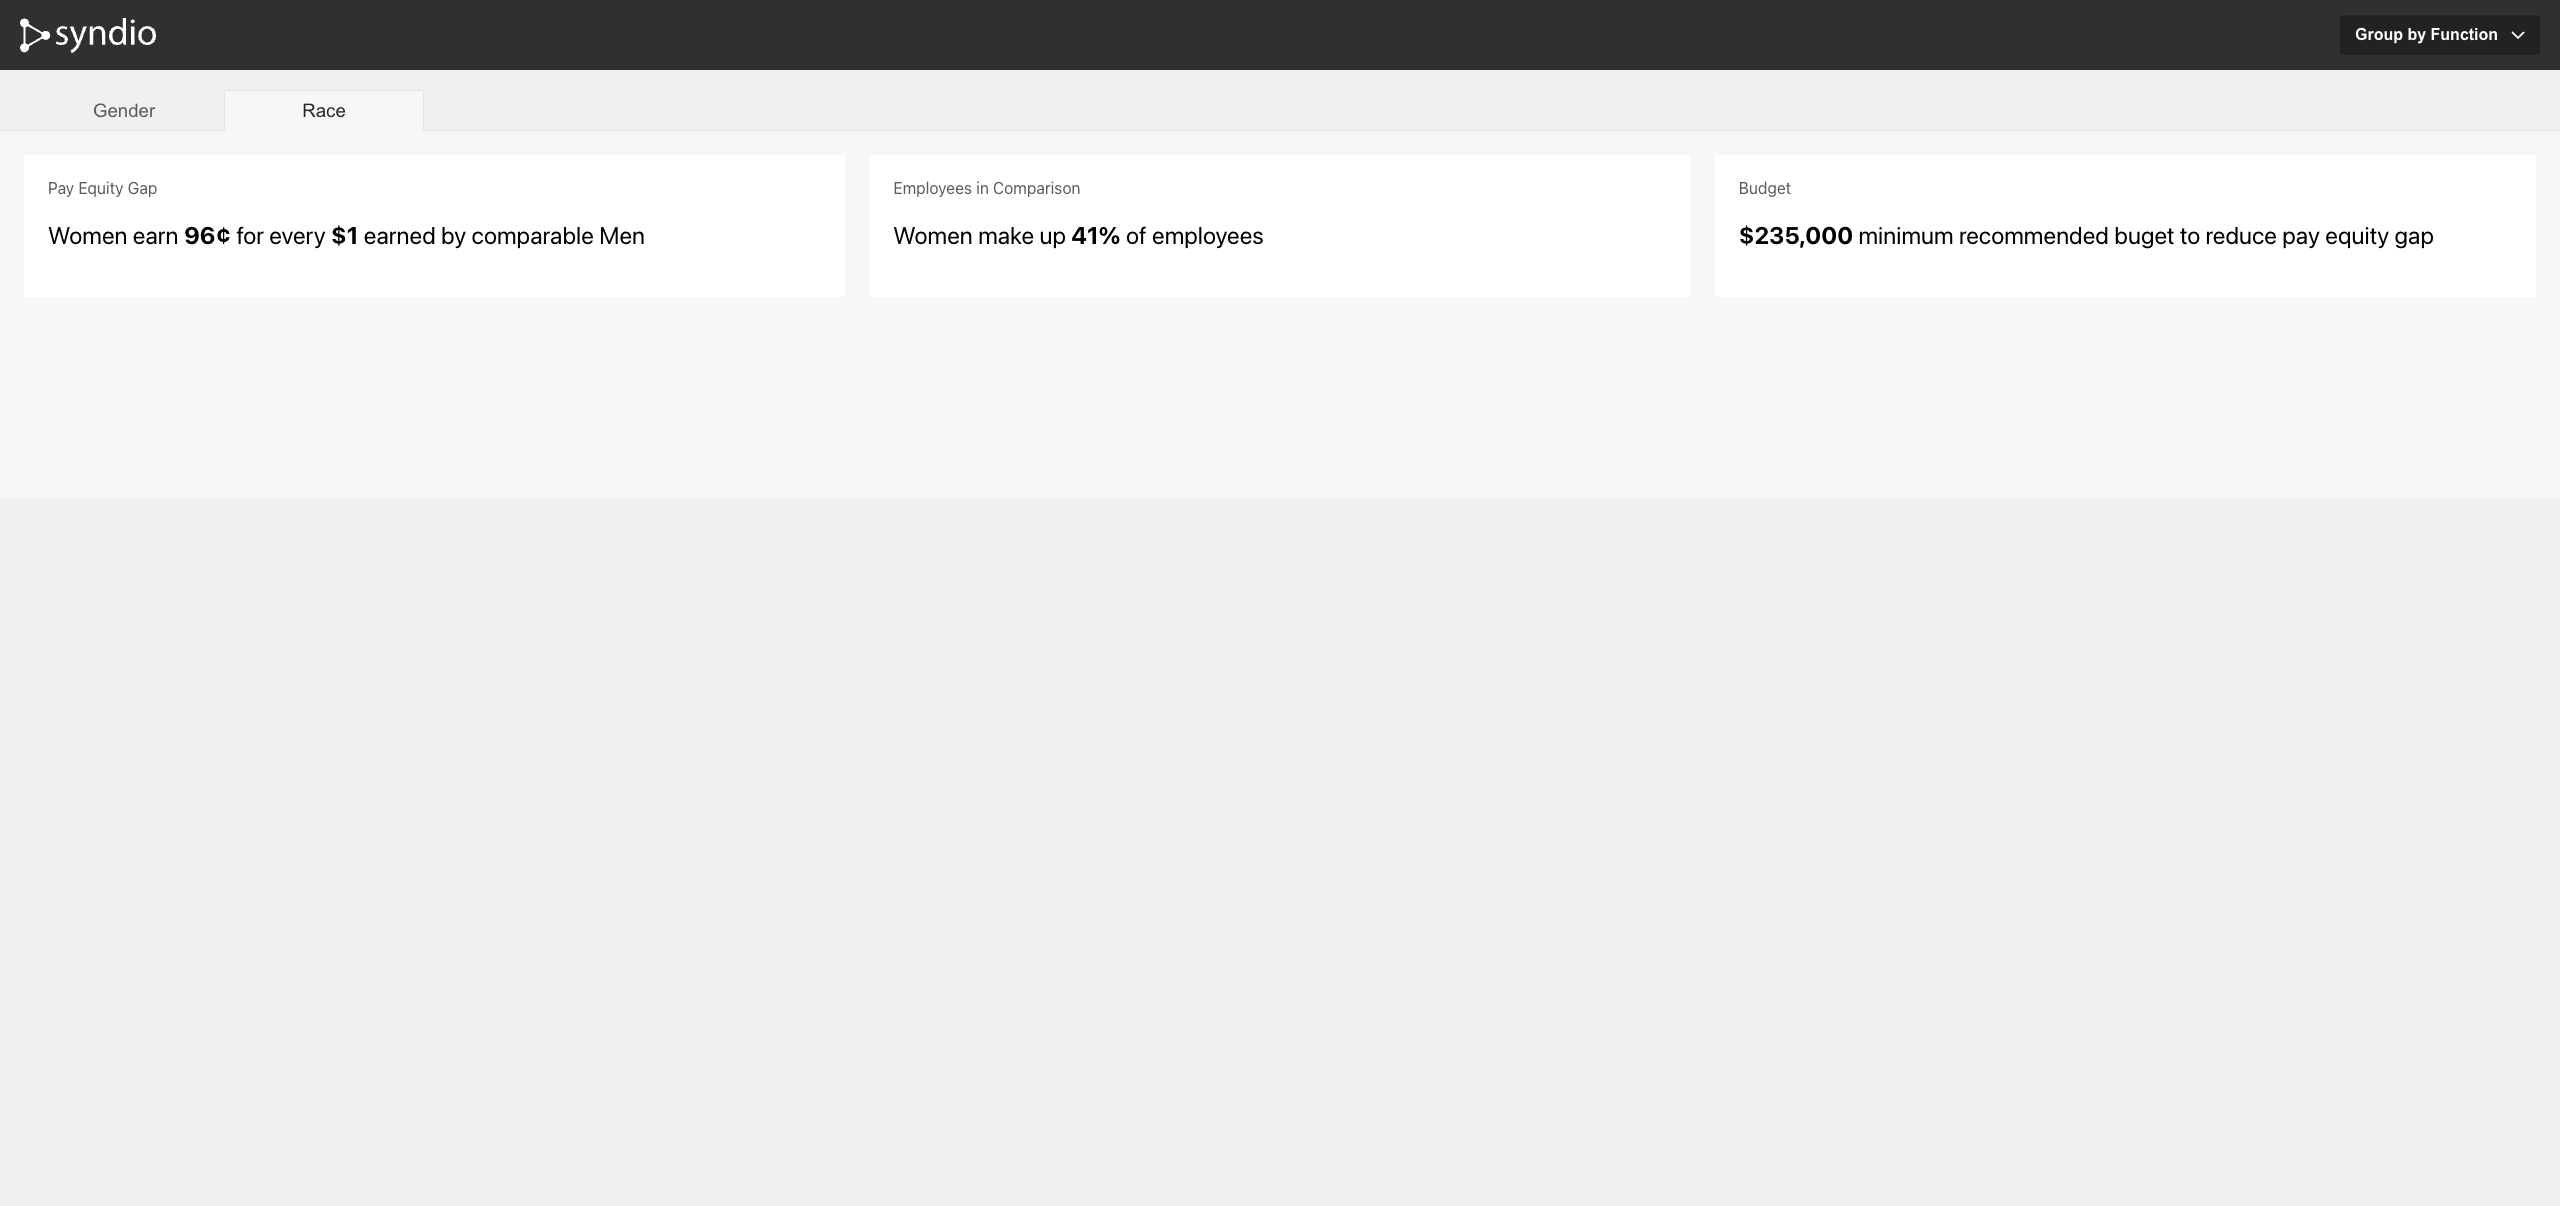 syndio
Group by Function
Gender
Race
Pay Equity Gap
Women earn 96¢ for every $1 earned by comparable Men
Employees in Comparison
Women make up 41% of employees
Budget
$235,000 minimum recommended buget to reduce pay equity gap